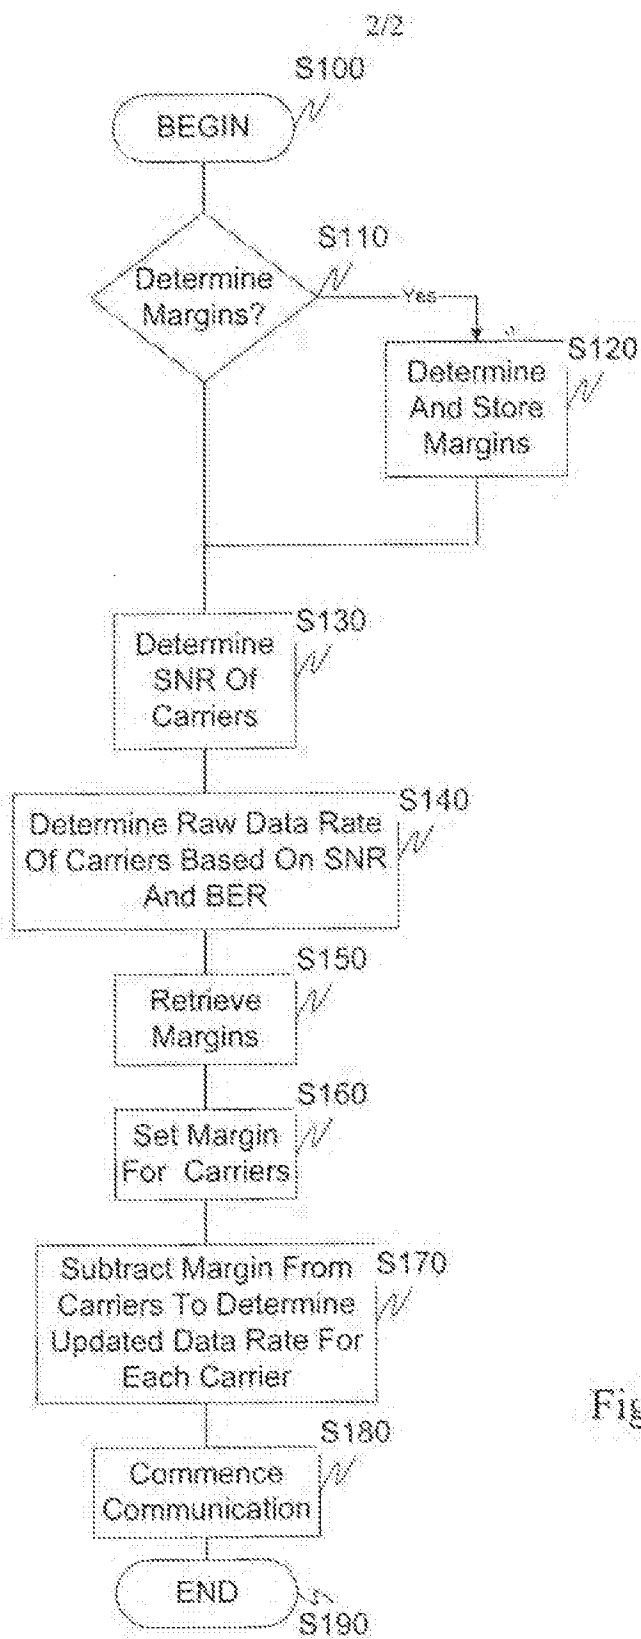 2/2
S100
BEGIN
S110
Determine
Margins?
Yes
S120
Determine
And Store
Margins
S130
Determine
SNR Of
Carriers
S140
Determine Raw Data Rate
Of Carriers Based On SNR
And BER
S150
Retrieve
Margins
S160
Set Margin
For Carriers
S170
Subtract Margin From
Carriers To Determine
Updated Data Rate For
Each Carrier
Fig
S180
Commence
Communication
END
S190